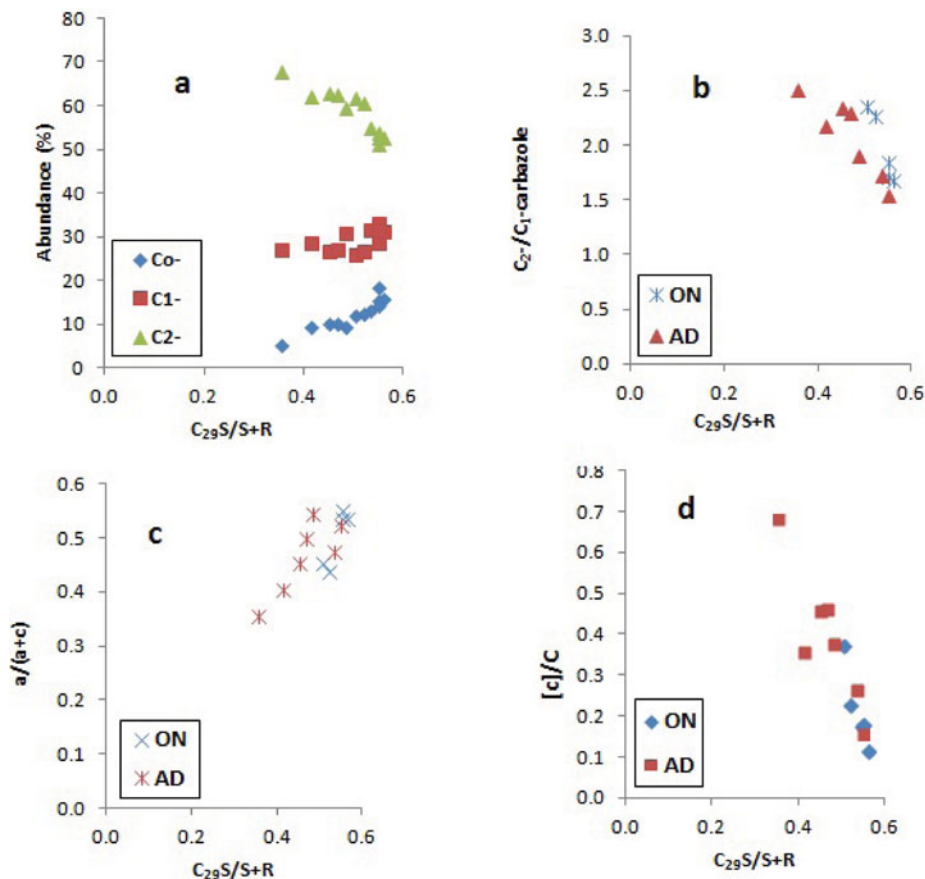 80
70
60
50
40
30
20
10
0
Abundance (%)
a
Co-
C1-
C2-
0.0 0.2 0.4 0.6
C₂₉S/S+R
3.0
2.5
2.0
1.5
1.0
0.5
0.0
C₂-/C₁-carbazole
b
ON
AD
0.0 0.2 0.4 0.6
C₂₉S/S+R
0.6
0.5
0.4
0.3
0.2
0.1
0.0
a/(a+c)
c
ON
AD
0.0 0.2 0.4 0.6
C₂₉S/S+R
0.8
0.7
0.6
0.5
0.4
0.3
0.2
0.1
0.0
[c]/C
d
ON
AD
0.0 0.2 0.4 0.6
C₂₉S/S+R